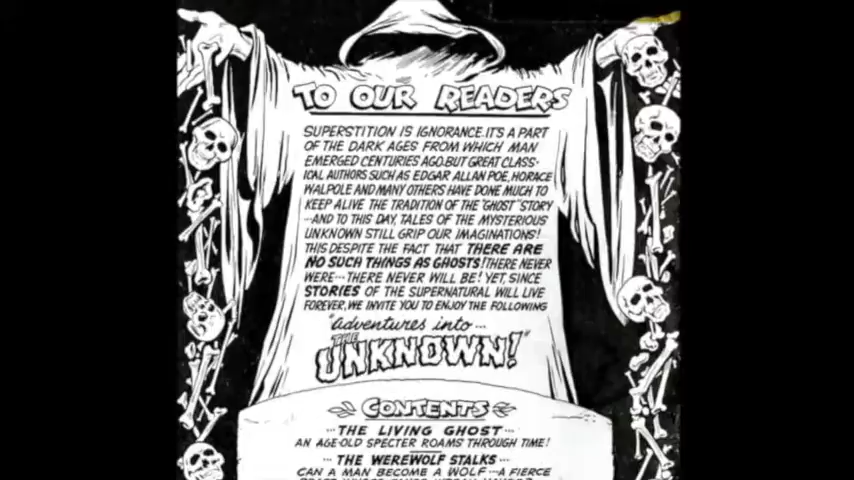 TO OUR READERS
SUPERSTITION IS IGNORANCE. IT'S A PART
OF THE DARK AGES FROM WHICH MAN
EMERGED CENTURIES AGO. BUT GREAT CLASS-
ICAL AUTHORS SUCH AS EDGAR ALLAN POE, HORACE
WALPOLE AND MANY OTHERS HAVE DONE MUCH TO
KEEP ALIVE THE TRADITION OF THE "GHOST" STORY
--AND TO THIS DAY, TALES OF THE MYSTERIOUS
UNKNOWN STILL GRIP OUR IMAGINATIONS!
THIS DESPITE THE FACT THAT THERE ARE
NO SUCH THINGS AS GHOSTS! THERE NEVER
WERE--- THERE NEVER WILL BE! YET, SINCE
STORIES OF THE SUPERNATURAL WILL LIVE
FOREVER, WE INVITE YOU TO ENJOY THE FOLLOWING
"adventures into...
THE
UNKNOWN!"
CONTENTS
... THE LIVING GHOST ...
AN AGE-OLD SPECTER ROAMS THROUGH TIME!
... THE WEREWOLF STALKS ...
CAN A MAN BECOME A WOLF --- A FIERCE